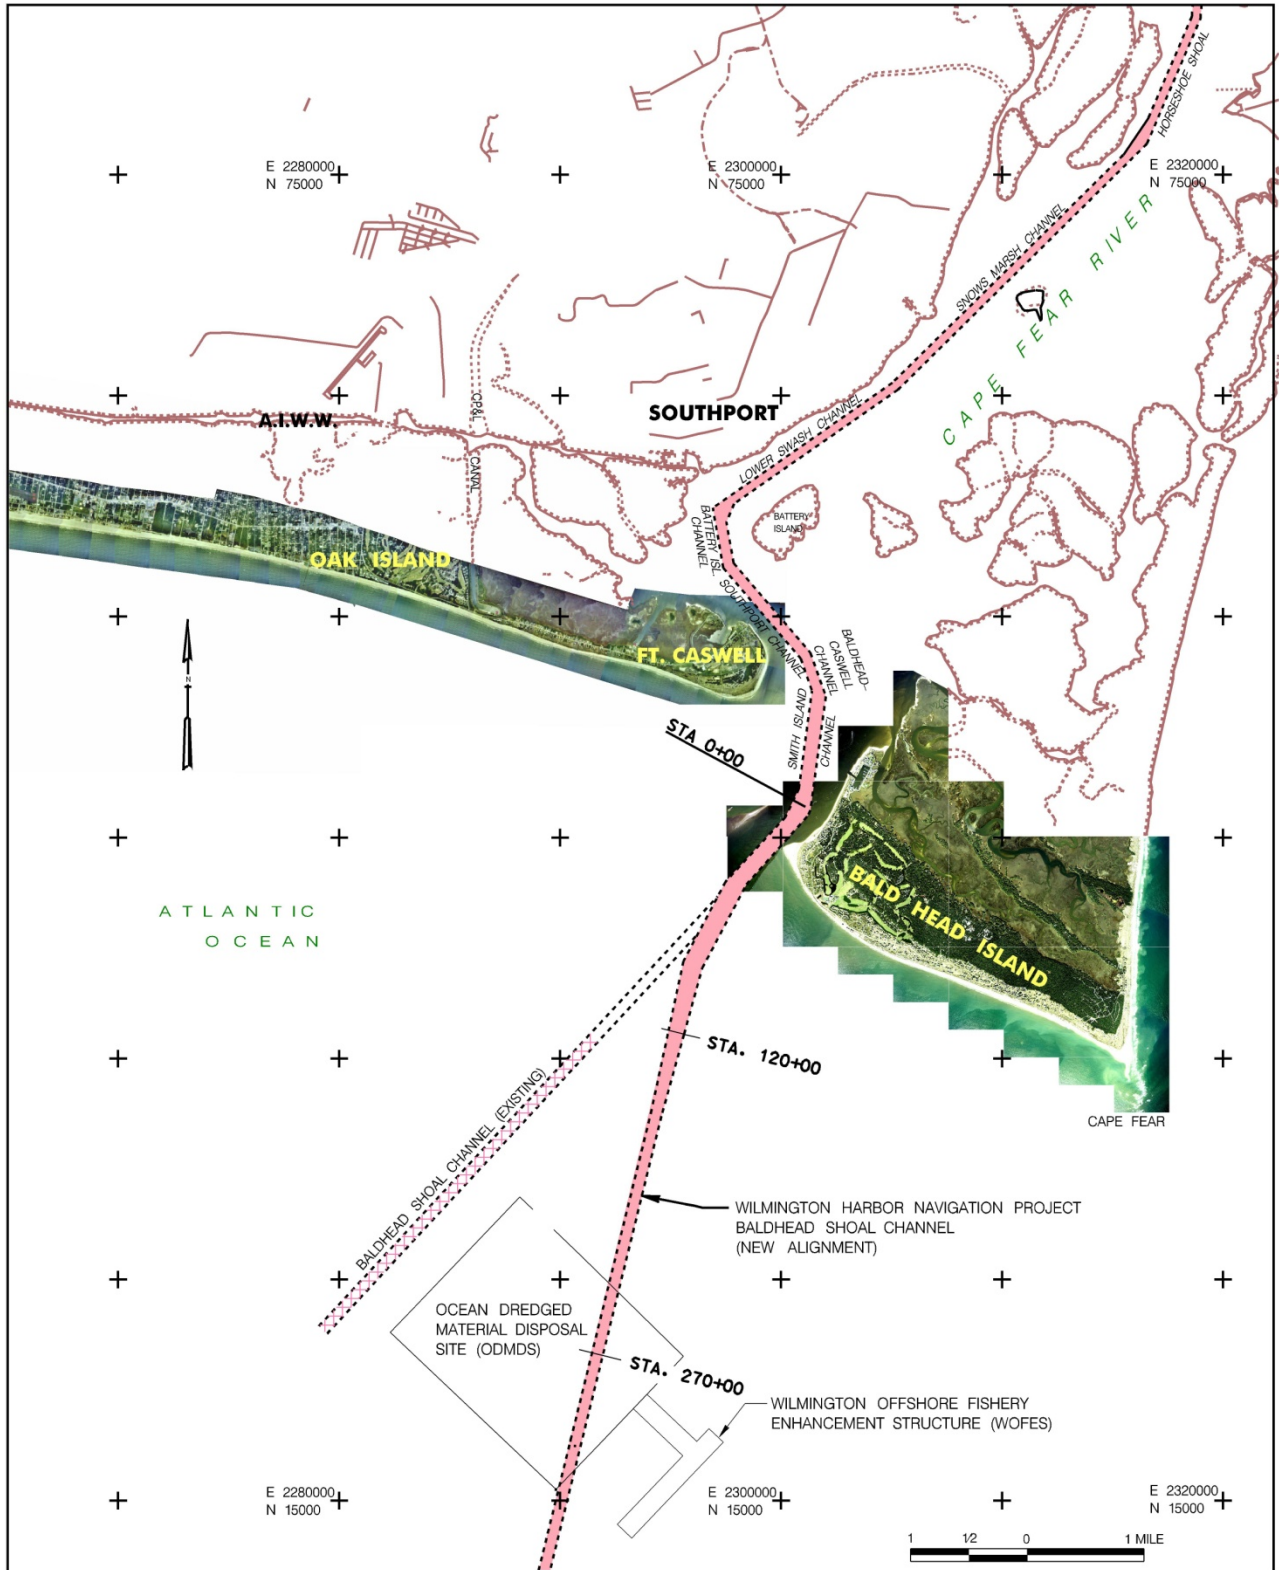 HORSESHOE SHOAL
E 2280000
N 75000
E 2300000
N 75000
E 2320000
N 75000
SNOWS MARSH CHANNEL
CAPE FEAR RIVER
CP&L
CANAL
A.I.W.W.
SOUTHPORT
LOWER SWASH CHANNEL
BATTERY
ISLAND
BATTERY ISL.
CHANNEL
OAK ISLAND
SOUTHPORT CHANNEL
FT. CASWELL
BALDHEAD-
CASWELL
CHANNEL
N
SMITH ISLAND
CHANNEL
STA 0+00
BALD HEAD ISLAND
ATLANTIC
OCEAN
STA. 120+00
BALDHEAD SHOAL CHANNEL (EXISTING)
CAPE FEAR
WILMINGTON HARBOR NAVIGATION PROJECT
BALDHEAD SHOAL CHANNEL
(NEW ALIGNMENT)
OCEAN DREDGED
MATERIAL DISPOSAL
SITE (ODMDS)
STA. 270+00
WILMINGTON OFFSHORE FISHERY
ENHANCEMENT STRUCTURE (WOFES)
E 2280000
N 15000
E 2300000
N 15000
E 2320000
N 15000
1 1/2 0 1 MILE